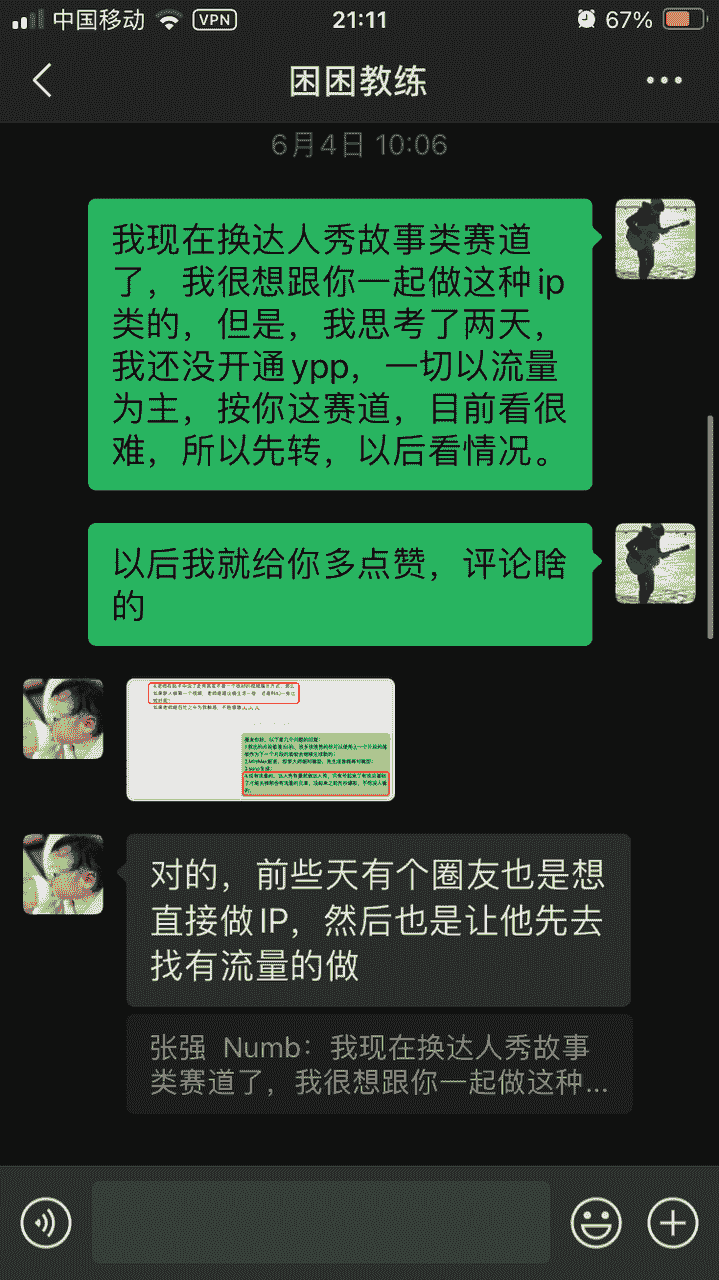 中国移动 VPN 21:11 67%
困困教练
6月4日 10:06
我现在换达人秀故事类赛道
了，我很想跟你一起做这种ip
类的，但是，我思考了两天，
我还没开通ypp，一切以流量
为主，按你这赛道，目前看很
难，所以先转，以后看情况。
以后我就给你多点赞，评论啥
的
对的，前些天有个圈友也是想
直接做IP，然后也是让他先去
找有流量的做
张强 Numb：我现在换达人秀故事
类赛道了，我很想跟你一起做这种...